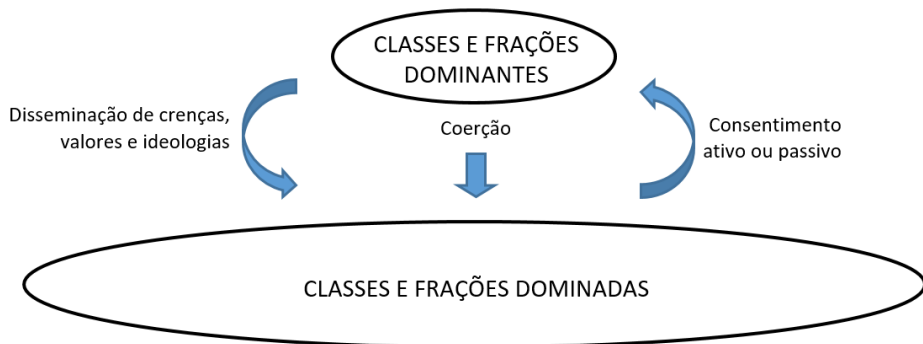 CLASSES E FRAÇÕES
DOMINANTES
Disseminação de crenças,
valores e ideologias
Coerção
Consentimento
ativo ou passivo
CLASSES E FRAÇÕES DOMINADAS